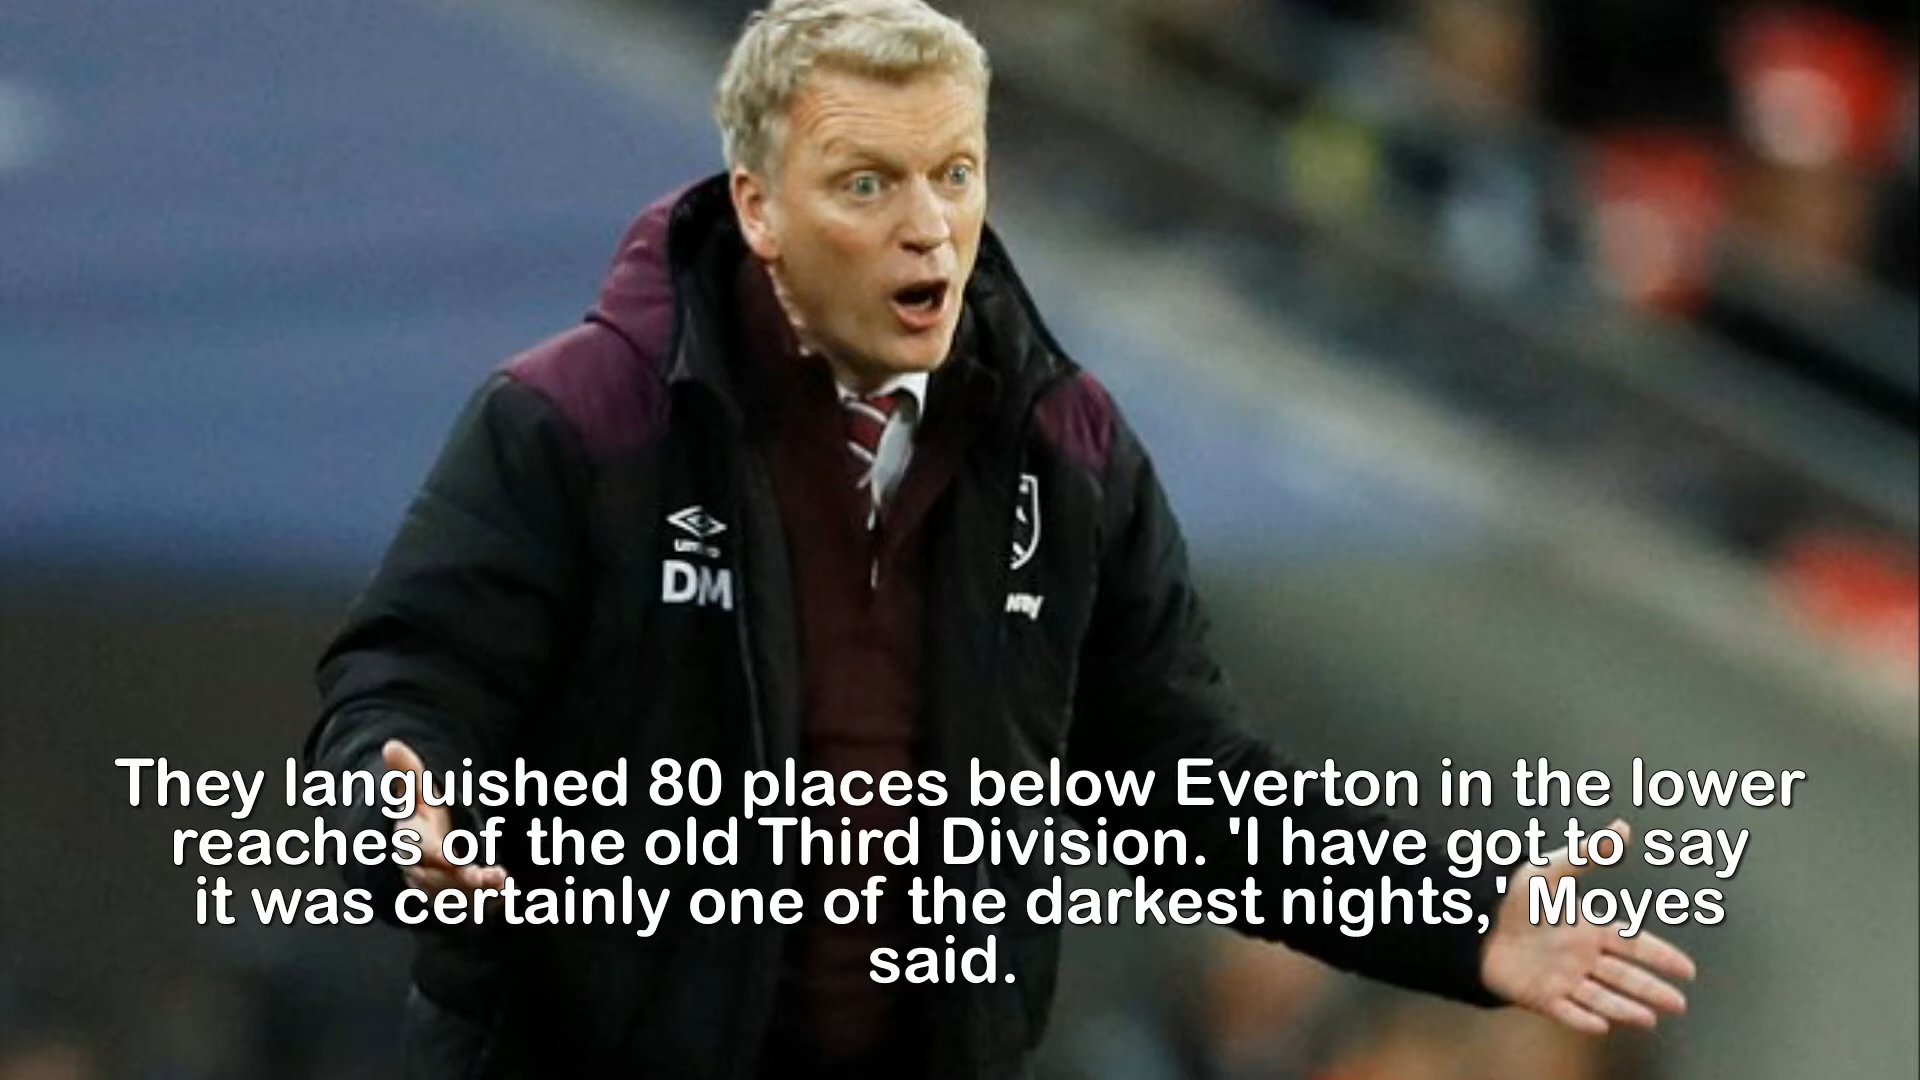 DM
They languished 80 places below Everton in the lower
reaches of the old Third Division. 'I have got to say
it was certainly one of the darkest nights,' Moyes
said.